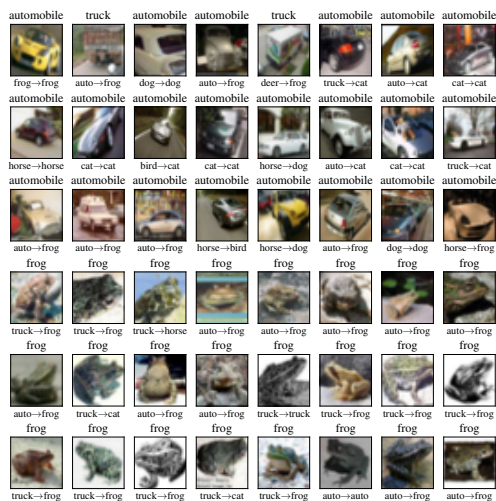 automobile truck automobile automobile truck automobile automobile automobile
frog→frog auto→frog dog→dog auto→frog deer→frog truck→cat auto→cat cat→cat
automobile automobile automobile automobile automobile automobile automobile automobile
horse→horse cat→cat bird→cat cat→cat horse→dog auto→cat cat→cat truck→cat
automobile automobile automobile automobile automobile automobile automobile automobile
auto→frog auto→frog auto→frog horse→bird horse→dog auto→frog dog→dog horse→frog
frog frog frog frog frog frog frog frog
truck→frog truck→frog truck→horse auto→frog auto→frog auto→frog auto→frog auto→frog
frog frog frog frog frog frog frog frog
auto→frog truck→cat auto→frog auto→frog truck→truck truck→frog truck→frog truck→frog
frog frog frog frog frog frog frog frog
truck→frog truck→frog truck→frog truck→cat truck→frog auto→auto auto→frog auto→frog